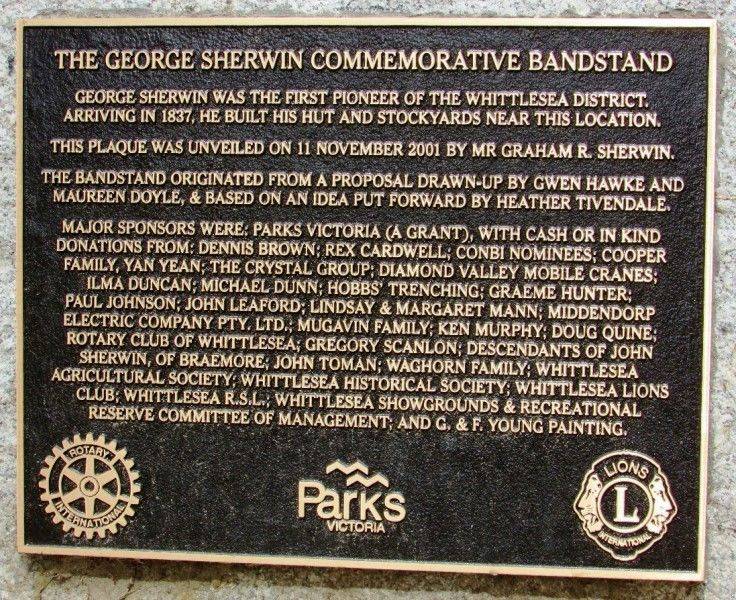 THE GEORGE SHERWIN COMMEMORATIVE BANDSTAND
GEORGE SHERWIN WAS THE FIRST PIONEER OF THE WHITTLESEA DISTRICT.
ARRIVING IN 1837, HE BUILT HIS HUT AND STOCKYARDS NEAR THIS LOCATION.
THIS PLAQUE WAS UNVEILED ON 11 NOVEMBER 2001 BY MR GRAHAM R. SHERWIN.
THE BANDSTAND ORIGINATED FROM A PROPOSAL DRAWN-UP BY GWEN HAWKE AND
MAUREEN DOYLE, & BASED ON AN IDEA PUT FORWARD BY HEATHER TIVENDALE.
MAJOR SPONSORS WERE: PARKS VICTORIA (A GRANT), WITH CASH OR IN KIND
DONATIONS FROM: DENNIS BROWN; REX CARDWELL; CONBI NOMINEES; COOPER
FAMILY, YAN YEAN; THE CRYSTAL GROUP; DIAMOND VALLEY MOBILE CRANES;
ILMA DUNCAN; MICHAEL DUNN; HOBBS' TRENCHING; GRAEME HUNTER;
PAUL JOHNSON; JOHN LEAFORD; LINDSAY & MARGARET MANN; MIDDENDORP
ELECTRIC COMPANY PTY. LTD.; MUGAVIN FAMILY; KEN MURPHY; DOUG QUINE;
ROTARY CLUB OF WHITTLESEA; GREGORY SCANLON; DESCENDANTS OF JOHN
SHERWIN, OF BRAEMORE; JOHN TOMAN; WAGHORN FAMILY; WHITTLESEA
AGRICULTURAL SOCIETY; WHITTLESEA HISTORICAL SOCIETY; WHITTLESEA LIONS
CLUB; WHITTLESEA R.S.L.; WHITTLESEA SHOWGROUNDS & RECREATIONAL
RESERVE COMMITTEE OF MANAGEMENT; AND G. & F. YOUNG PAINTING.
ROTARY
INTERNATIONAL
Parks
VICTORIA
LIONS
L
INTERNATIONAL